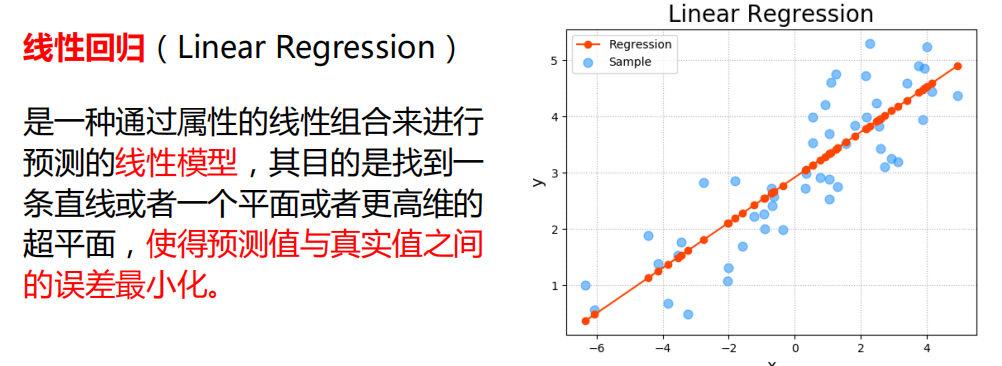 线性回归（Linear Regression）
是一种通过属性的线性组合来进行
预测的线性模型，其目的是找到一
条直线或者一个平面或者更高维的
超平面，使得预测值与真实值之间
的误差最小化。
Linear Regression
Regression
Sample
5
4
3
2
1
y
−6 −4 −2 0 2 4
x